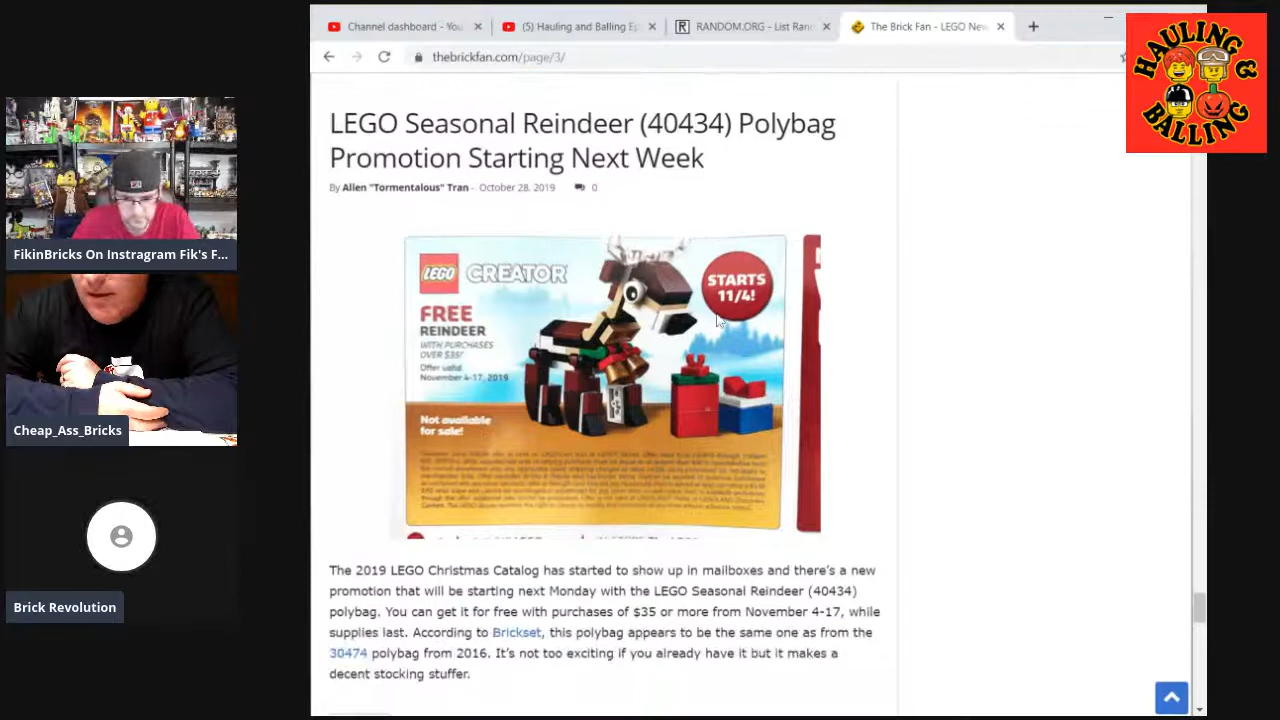 Channel dashboard - You
(5) Hauling and Balling Ep
RANDOM.ORG - List Ran
The Brick Fan - LEGO New
thebrickfan.com/page/3/
HAULING &
BALLING
LEGO Seasonal Reindeer (40434) Polybag
Promotion Starting Next Week
By Allen "Tormentalous" Tran - October 28, 2019 0
LEGO CREATOR
STARTS
11/4!
FREE
REINDEER
WITH PURCHASES
OVER $35!*
Offer valid
November 4-17, 2019
Not available
for sale!
The 2019 LEGO Christmas Catalog has started to show up in mailboxes and there's a new
promotion that will be starting next Monday with the LEGO Seasonal Reindeer (40434)
polybag. You can get it for free with purchases of $35 or more from November 4-17, while
supplies last. According to Brickset, this polybag appears to be the same one as from the
30474 polybag from 2016. It's not too exciting if you already have it but it makes a
decent stocking stuffer.
FikinBricks On Instragram Fik's F...
Cheap_Ass_Bricks
Brick Revolution